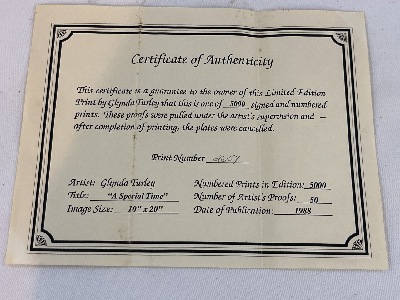 Certificate of Authenticity
This certificate is a guarantee to the owner of this Limited Edition
Print by Glynda Turley that this is one of 5000 signed and numbered
prints. These proofs were pulled under the artist's supervision and —
after completion of printing, the plates were cancelled.
Print Number
Artist: Glynda Turley
Numbered Prints in Edition: 5000
Title: "A Special Time"
Number of Artist's Proofs: 50
Image Size: 10" x 20"
Date of Publication: 1988